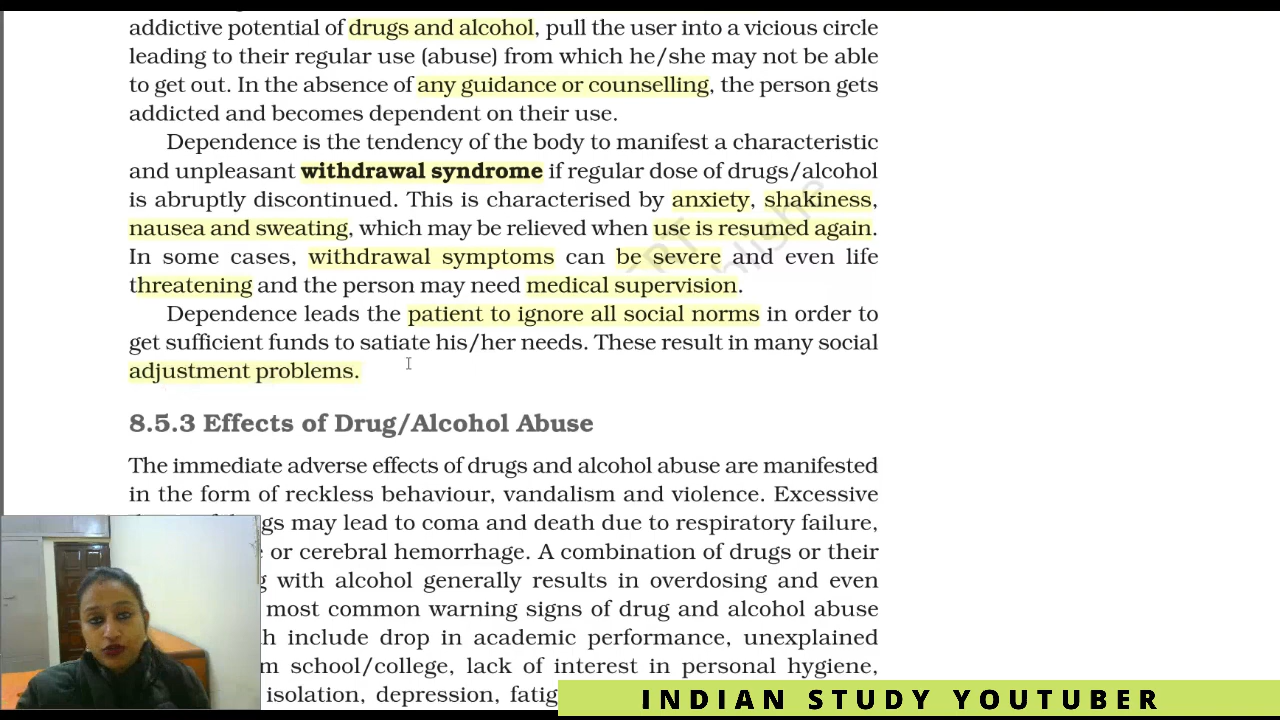 addictive potential of drugs and alcohol, pull the user into a vicious circle
leading to their regular use (abuse) from which he/she may not be able
to get out. In the absence of any guidance or counselling, the person gets
addicted and becomes dependent on their use.
Dependence is the tendency of the body to manifest a characteristic
and unpleasant withdrawal syndrome if regular dose of drugs/alcohol
is abruptly discontinued. This is characterised by anxiety, shakiness,
nausea and sweating, which may be relieved when use is resumed again.
In some cases, withdrawal symptoms can be severe and even life
threatening and the person may need medical supervision.
Dependence leads the patient to ignore all social norms in order to
get sufficient funds to satiate his/her needs. These result in many social
adjustment problems.
8.5.3 Effects of Drug/Alcohol Abuse
The immediate adverse effects of drugs and alcohol abuse are manifested
in the form of reckless behaviour, vandalism and violence. Excessive
may lead to coma and death due to respiratory failure,
or cerebral hemorrhage. A combination of drugs or their
with alcohol generally results in overdosing and even
most common warning signs of drug and alcohol abuse
include drop in academic performance, unexplained
school/college, lack of interest in personal hygiene,
isolation, depression,
INDIAN STUDY YOUTUBER